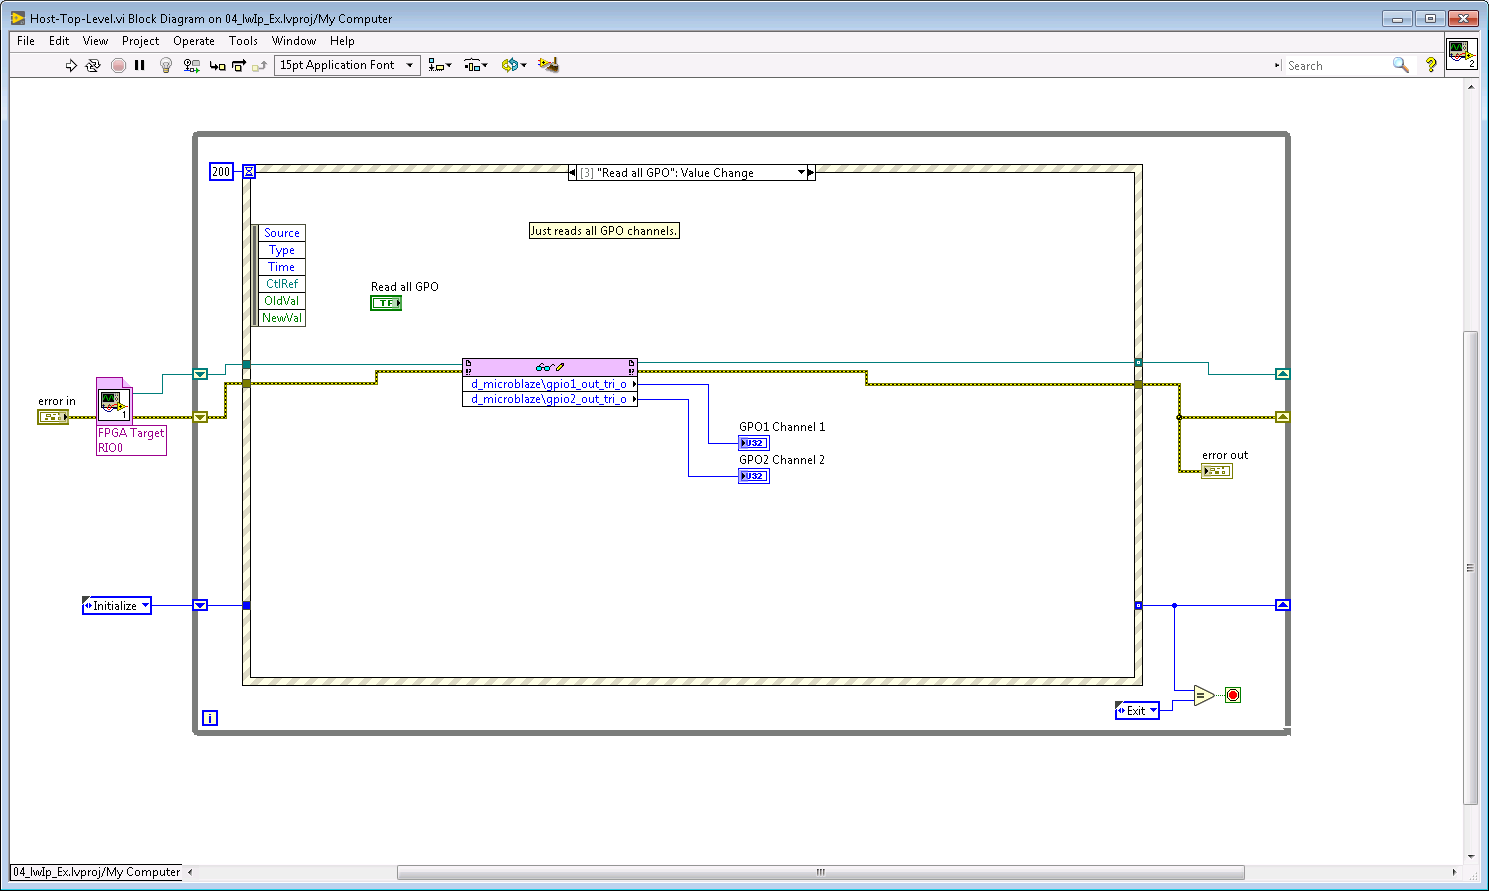 Host-Top-Level.vi Block Diagram on 04_lwIp_Ex.lvproj/My Computer
File Edit View Project Operate Tools Window Help
15pt Application Font
Search
?
2
200
[3] "Read all GPO": Value Change
Just reads all GPO channels.
Source
Type
Time
CtlRef
OldVal
NewVal
Read all GPO
TF
error in
1
FPGA Target
RIO0
d_microblaze\gpio1_out_tri_o
d_microblaze\gpio2_out_tri_o
GPO1 Channel 1
U32
GPO2 Channel 2
U32
error out
Initialize
=
Exit
i
04_lwIp_Ex.lvproj/My Computer